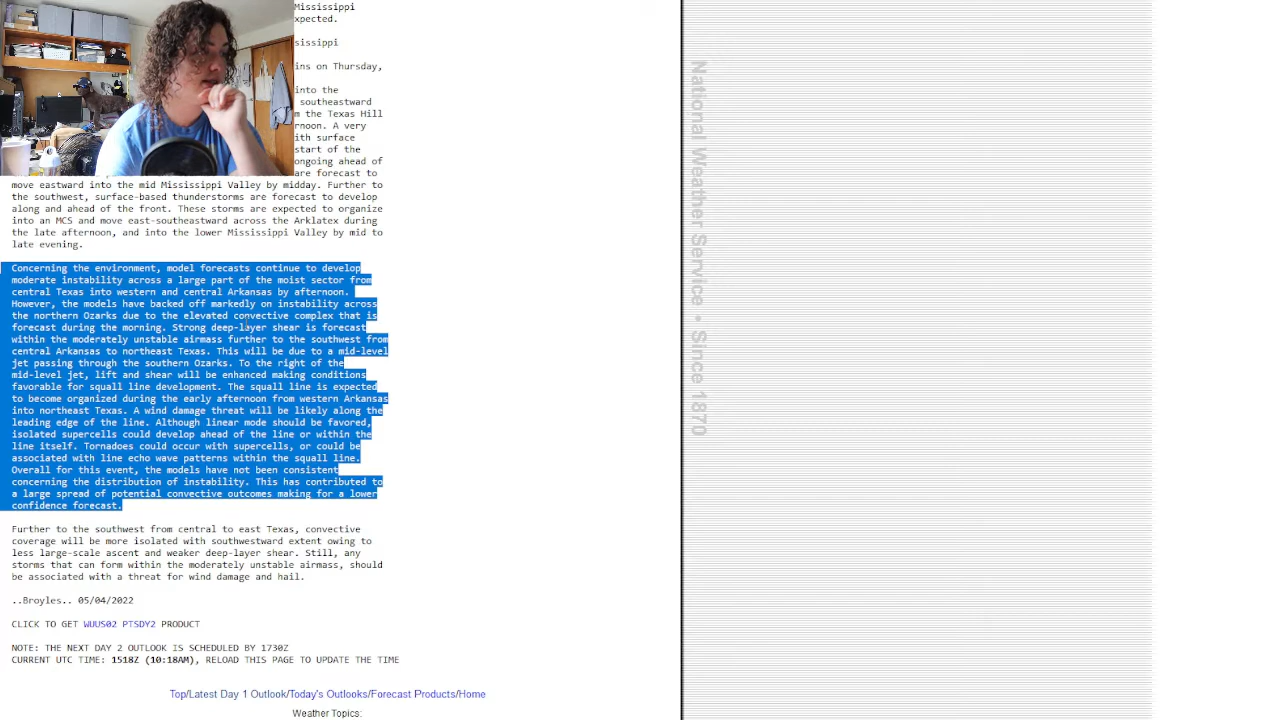 Mississippi
xpected.
sissippi
ins on Thursday,
into the
southeastward
m the Texas Hill
rnoon. A very
ith surface
start of the
ongoing ahead of
are forecast to
move eastward into the mid Mississippi Valley by midday. Further to
the southwest, surface-based thunderstorms are forecast to develop
along and ahead of the front. These storms are expected to organize
into an MCS and move east-southeastward across the Arklatex during
the late afternoon, and into the lower Mississippi Valley by mid to
late evening.
Concerning the environment, model forecasts continue to develop
moderate instability across a large part of the moist sector from
central Texas into western and central Arkansas by afternoon.
However, the models have backed off markedly on instability across
the northern Ozarks due to the elevated convective complex that is
forecast during the morning. Strong deep-layer shear is forecast
within the moderately unstable airmass further to the southwest from
central Arkansas to northeast Texas. This will be due to a mid-level
jet passing through the southern Ozarks. To the right of the
mid-level jet, lift and shear will be enhanced making conditions
favorable for squall line development. The squall line is expected
to become organized during the early afternoon from western Arkansas
into northeast Texas. A wind damage threat will be likely along the
leading edge of the line. Although linear mode should be favored,
isolated supercells could develop ahead of the line or within the
line itself. Tornadoes could occur with supercells, or could be
associated with line echo wave patterns within the squall line.
Overall for this event, the models have not been consistent
concerning the distribution of instability. This has contributed to
a large spread of potential convective outcomes making for a lower
confidence forecast.
Further to the southwest from central to east Texas, convective
coverage will be more isolated with southwestward extent owing to
less large-scale ascent and weaker deep-layer shear. Still, any
storms that can form within the moderately unstable airmass, should
be associated with a threat for wind damage and hail.
..Broyles.. 05/04/2022
CLICK TO GET WUUS02 PTSDY2 PRODUCT
NOTE: THE NEXT DAY 2 OUTLOOK IS SCHEDULED BY 1730Z
CURRENT UTC TIME: 1518Z (10:18AM), RELOAD THIS PAGE TO UPDATE THE TIME
Top/Latest Day 1 Outlook/Today's Outlooks/Forecast Products/Home
Weather Topics:
National Weather Service • Since 1870